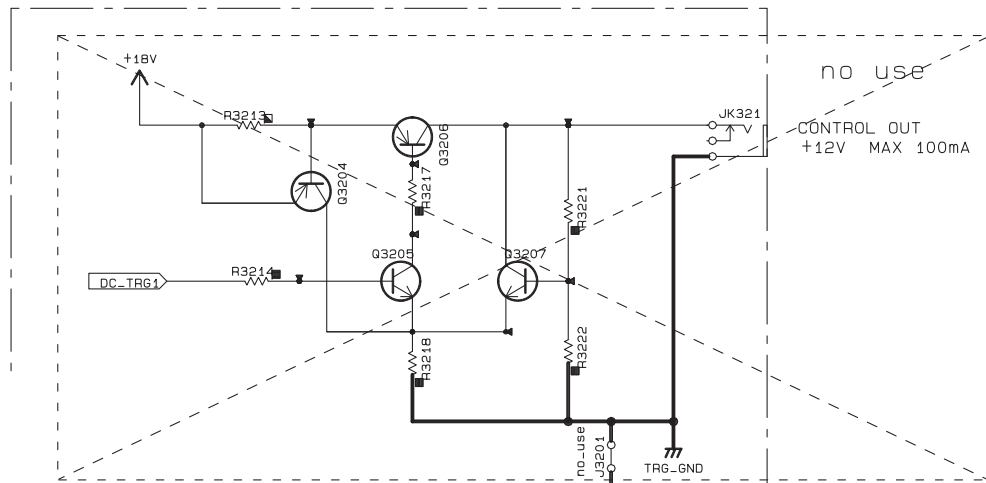 +18V
no use
R3213
JK321
CONTROL OUT
+12V MAX 100mA
Q3206
Q3204
R3217
R3221
Q3205
Q3207
R3214
DC_TRG1
R3218
R3222
no_use
J3201
TRG_GND